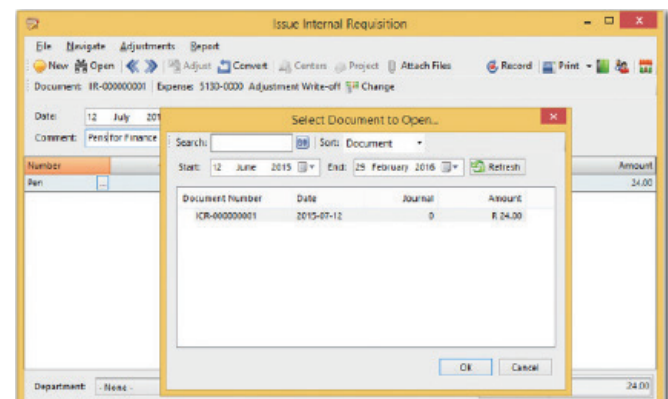 Issue Internal Requisition
File Navigate Adjustments Report
New Open Adjust Convert Centers Project Attach Files Record Print
Document: IR-000000001 Expense: 5130-0000 Adjustment Write-off Change
Date: 12 July 201
Comment: Pens for Finance
Number Amount
Pen ... 24.00
Select Document to Open...
Search: Sort: Document
Start: 12 June 2015 End: 29 February 2016 Refresh
Document Number Date Journal Amount
ICR-000000001 2015-07-12 0 R 24.00
OK Cancel
Department: - None - 24.00